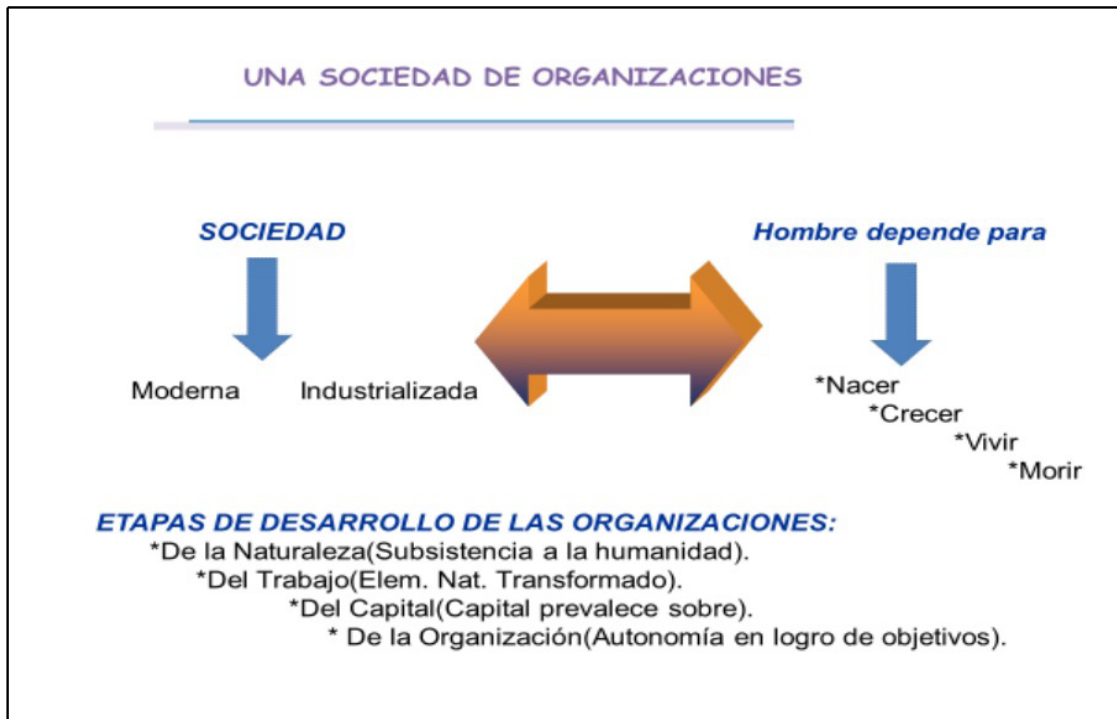 UNA SOCIEDAD DE ORGANIZACIONES
SOCIEDAD
Moderna Industrializada
Hombre depende para
*Nacer
*Crecer
*Vivir
*Morir
ETAPAS DE DESARROLLO DE LAS ORGANIZACIONES:
*De la Naturaleza(Subsistencia a la humanidad).
*Del Trabajo(Elem. Nat. Transformado).
*Del Capital(Capital prevalece sobre).
* De la Organización(Autonomía en logro de objetivos).